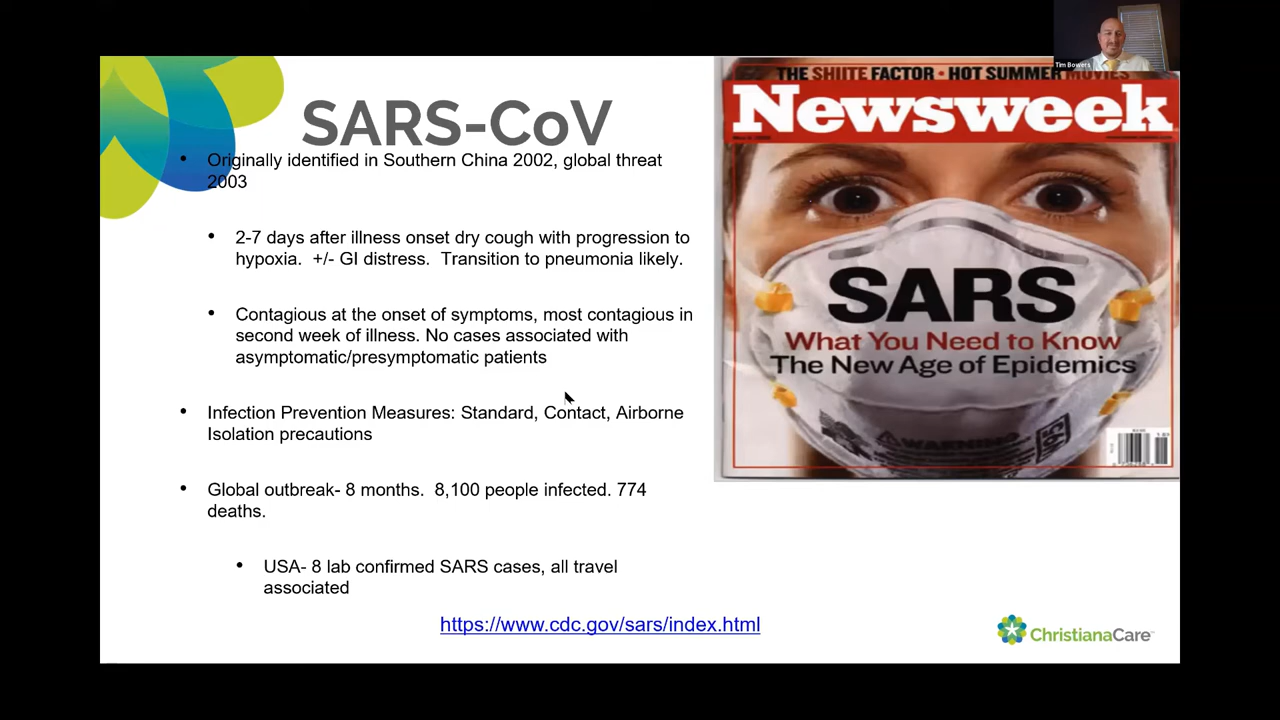 Tim Bowers
SARS-CoV
• Originally identified in Southern China 2002, global threat
2003
• 2-7 days after illness onset dry cough with progression to
hypoxia. +/- GI distress. Transition to pneumonia likely.
• Contagious at the onset of symptoms, most contagious in
second week of illness. No cases associated with
asymptomatic/presymptomatic patients
• Infection Prevention Measures: Standard, Contact, Airborne
Isolation precautions
• Global outbreak- 8 months. 8,100 people infected. 774
deaths.
• USA- 8 lab confirmed SARS cases, all travel
associated
https://www.cdc.gov/sars/index.html
THE SHUTE FACTOR • HOT SUMMER MOVIES
Newsweek
SARS
What You Need to Know
The New Age of Epidemics
WARNING
N95
ChristianaCare